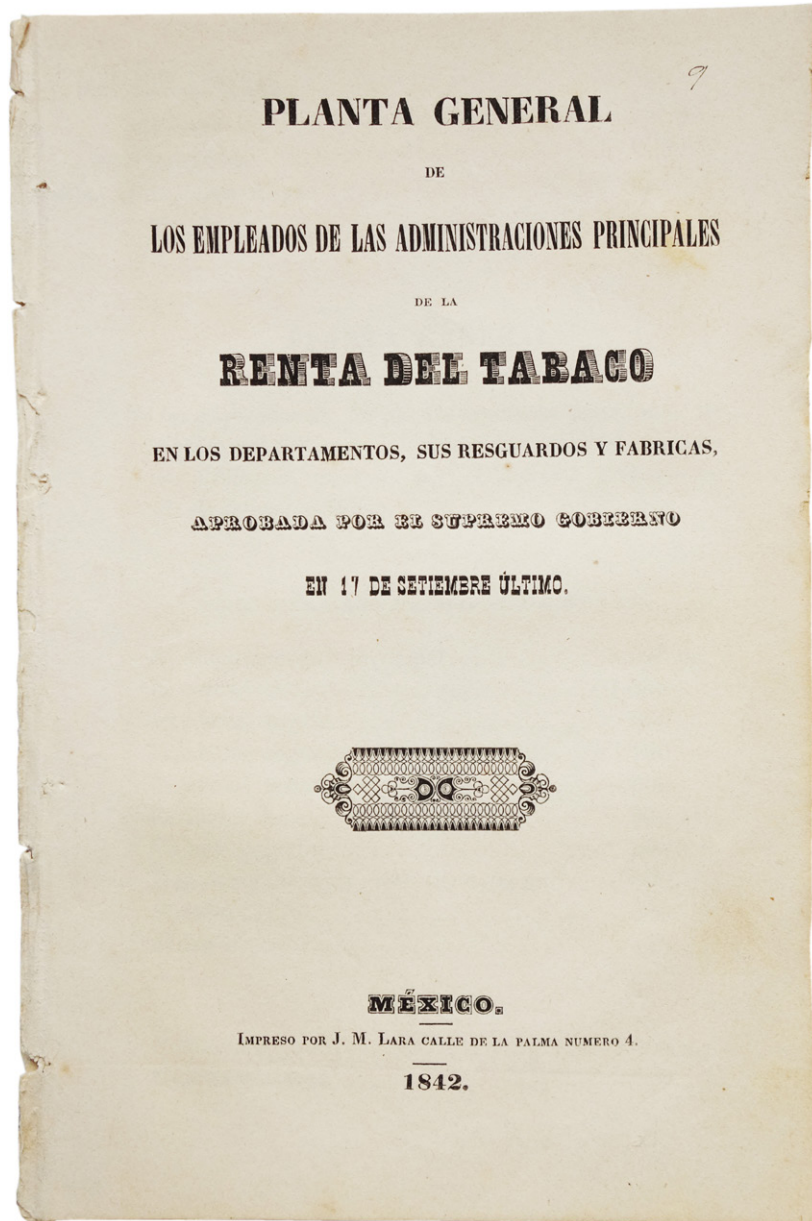 9
PLANTA GENERAL
DE
LOS EMPLEADOS DE LAS ADMINISTRACIONES PRINCIPALES
DE LA
RENTA DEL TABACO
EN LOS DEPARTAMENTOS, SUS RESGUARDOS Y FABRICAS,
APROBADA POR EL SUPREMO GOBIERNO
EN 17 DE SETIEMBRE ÚLTIMO.
MÉXICO.
IMPRESO POR J. M. LARA CALLE DE LA PALMA NUMERO 4.
1842.